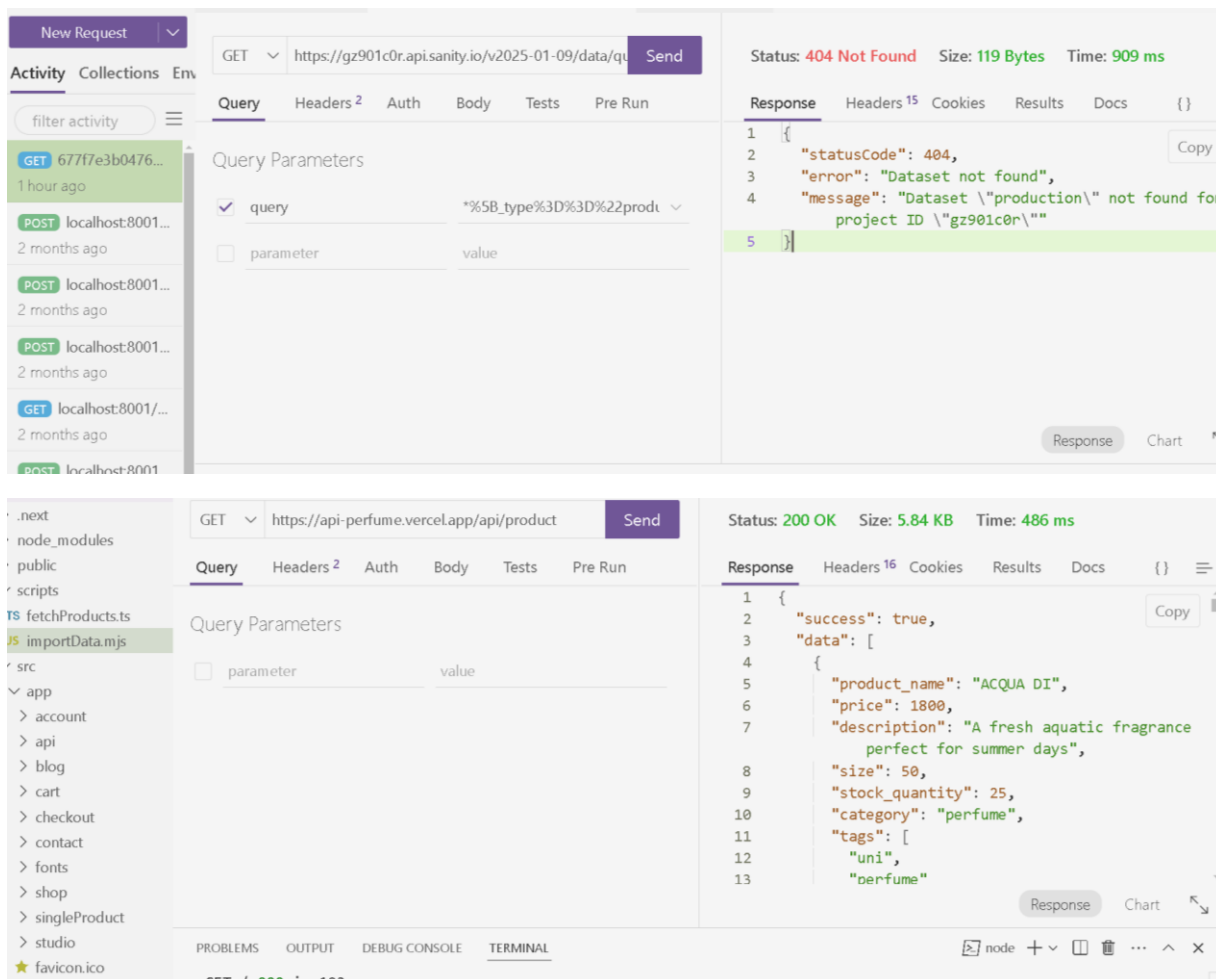 New Request
Activity Collections Env
filter activity
GET 677f7e3b0476...
1 hour ago
POST localhost:8001...
2 months ago
POST localhost:8001...
2 months ago
POST localhost:8001...
2 months ago
GET localhost:8001/...
2 months ago
POST localhost:8001
GET https://gz901c0r.api.sanity.io/v2025-01-09/data/qu Send
Query Headers 2 Auth Body Tests Pre Run
Query Parameters
query *%5B_type%3D%3D%22produ
parameter value
Status: 404 Not Found Size: 119 Bytes Time: 909 ms
Response Headers 15 Cookies Results Docs {}
Copy
1 {
2 "statusCode": 404,
3 "error": "Dataset not found",
4 "message": "Dataset \"production\" not found for
project ID \"gz901c0r\""
5 }
Response Chart
.next
node_modules
public
scripts
TS fetchProducts.ts
JS importData.mjs
src
app
account
api
blog
cart
checkout
contact
fonts
shop
singleProduct
studio
favicon.ico
GET https://api-perfume.vercel.app/api/product Send
Query Headers 2 Auth Body Tests Pre Run
Query Parameters
parameter value
Status: 200 OK Size: 5.84 KB Time: 486 ms
Response Headers 16 Cookies Results Docs {}
Copy
1 {
2 "success": true,
3 "data": [
4 {
5 "product_name": "ACQUA DI",
6 "price": 1800,
7 "description": "A fresh aquatic fragrance
perfect for summer days",
8 "size": 50,
9 "stock_quantity": 25,
10 "category": "perfume",
11 "tags": [
12 "uni",
13 "perfume"
Response Chart
PROBLEMS OUTPUT DEBUG CONSOLE TERMINAL
node